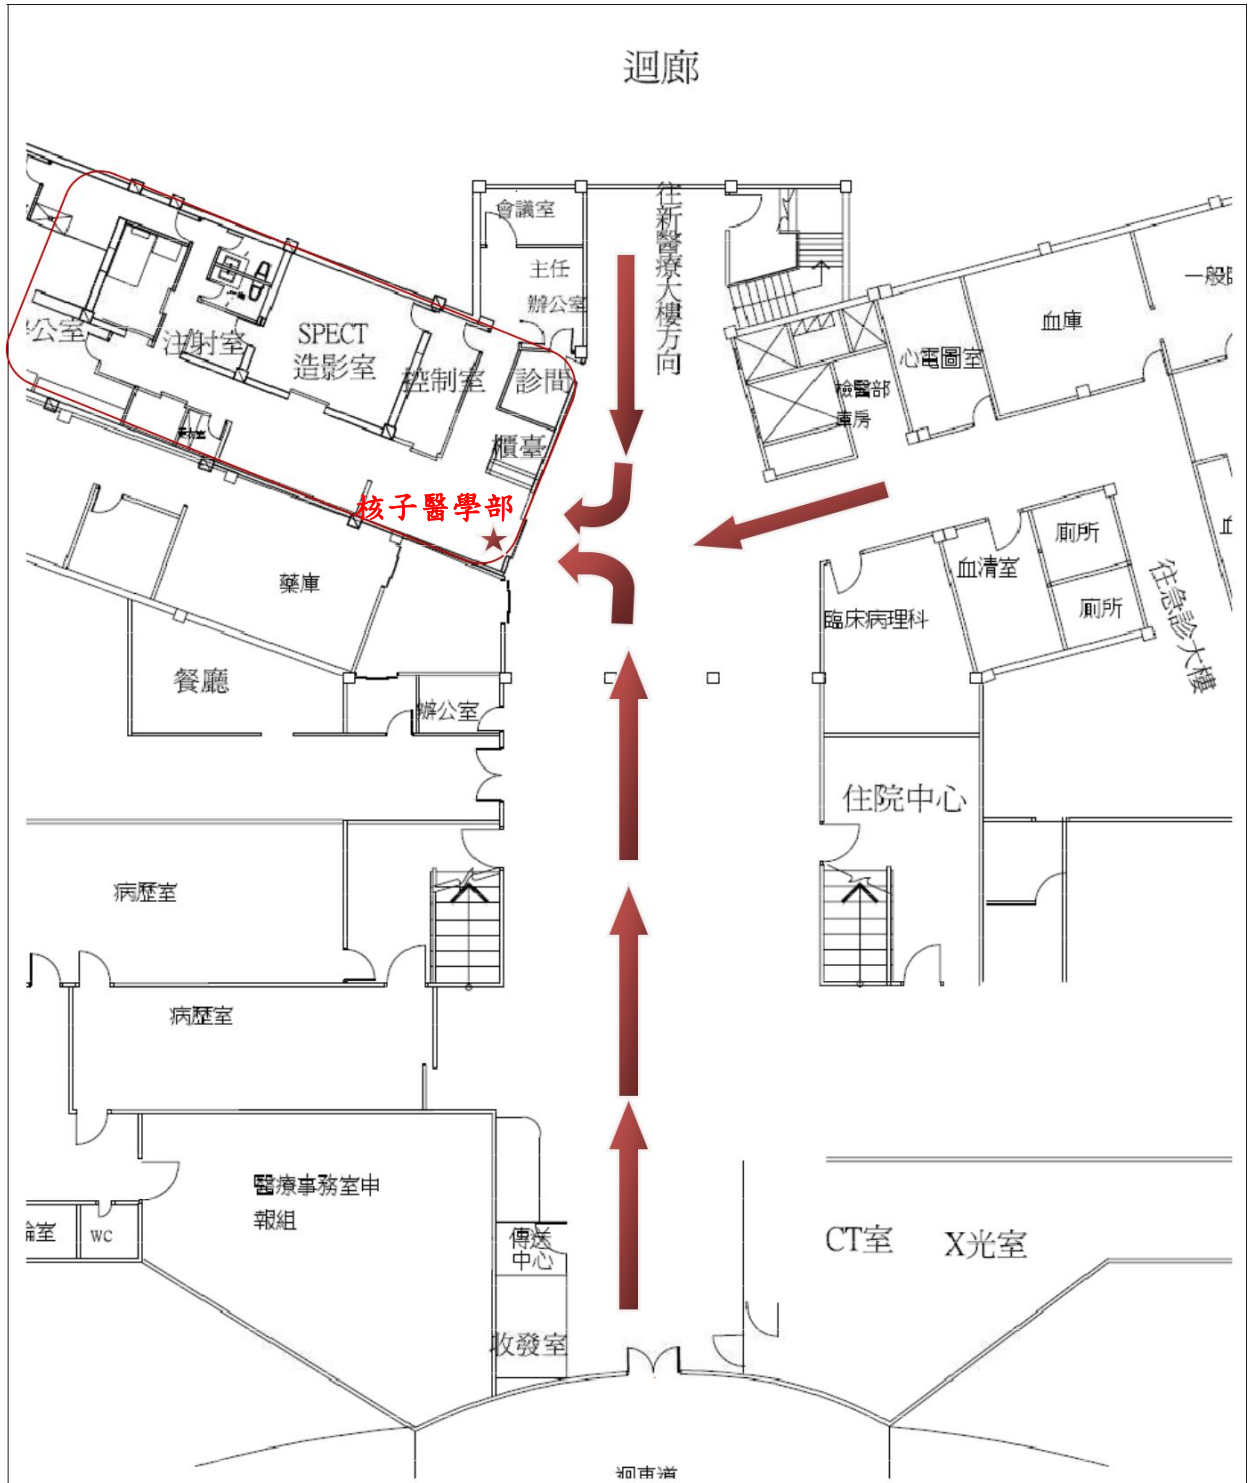 迴廊
往新醫療大樓方向
會議室
主任
辦公室
一般
血庫
心電圖室
檢醫部
庫房
公室
注射室
SPECT
造影室
控制室
診間
櫃臺
核子醫學部
藥庫
餐廳
辦公室
廁所
血清室
廁所
臨床病理科
往急診大樓
住院中心
病歷室
病歷室
醫療事務室申
報組
WC
傳送
中心
收發室
CT室
X光室
迴車道